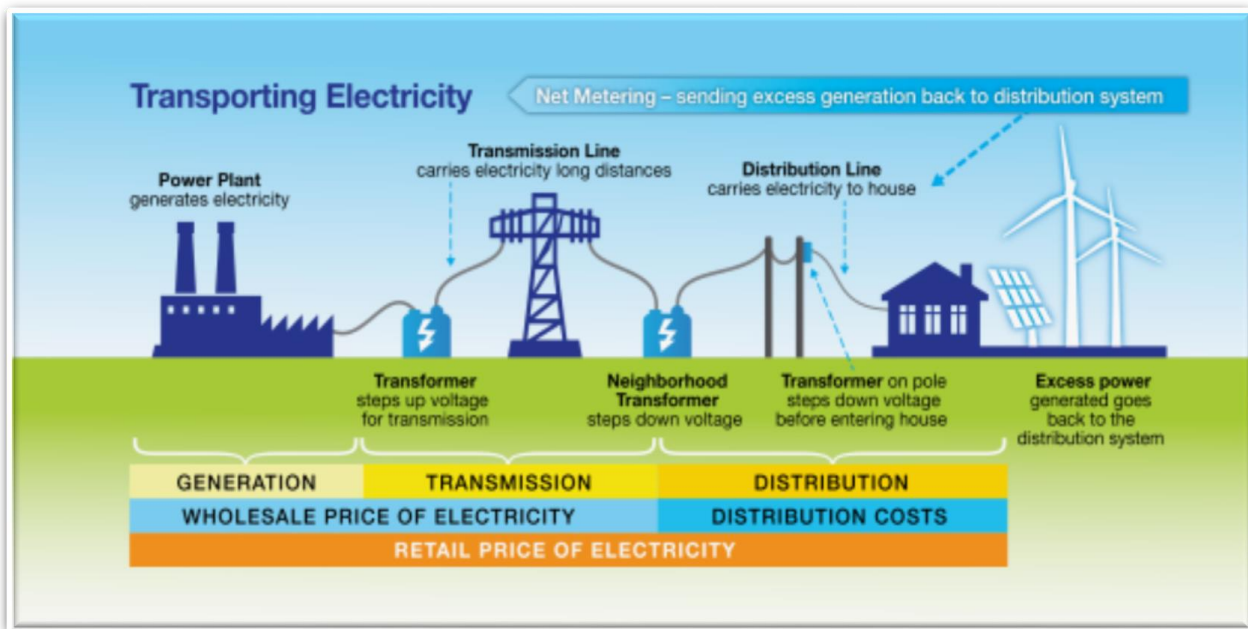 Transporting Electricity
Net Metering – sending excess generation back to distribution system
Transmission Line
carries electricity long distances
Distribution Line
carries electricity to house
Power Plant
generates electricity
Transformer
steps up voltage
for transmission
Neighborhood
Transformer
steps down voltage
Transformer on pole
steps down voltage
before entering house
Excess power
generated goes
back to the
distribution system
GENERATION
TRANSMISSION
DISTRIBUTION
WHOLESALE PRICE OF ELECTRICITY
DISTRIBUTION COSTS
RETAIL PRICE OF ELECTRICITY